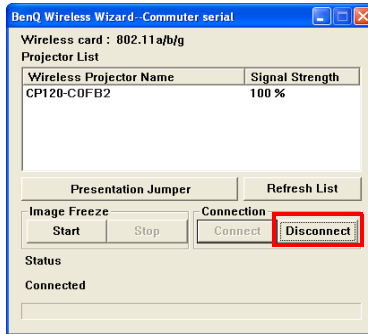 BenQ Wireless Wizard--Commuter serial
Wireless card : 802.11a/b/g
Projector List
Wireless Projector Name Signal Strength
CP120-C0FB2 100 %
Presentation Jumper Refresh List
Image Freeze Connection
Start Stop Connect Disconnect
Status
Connected